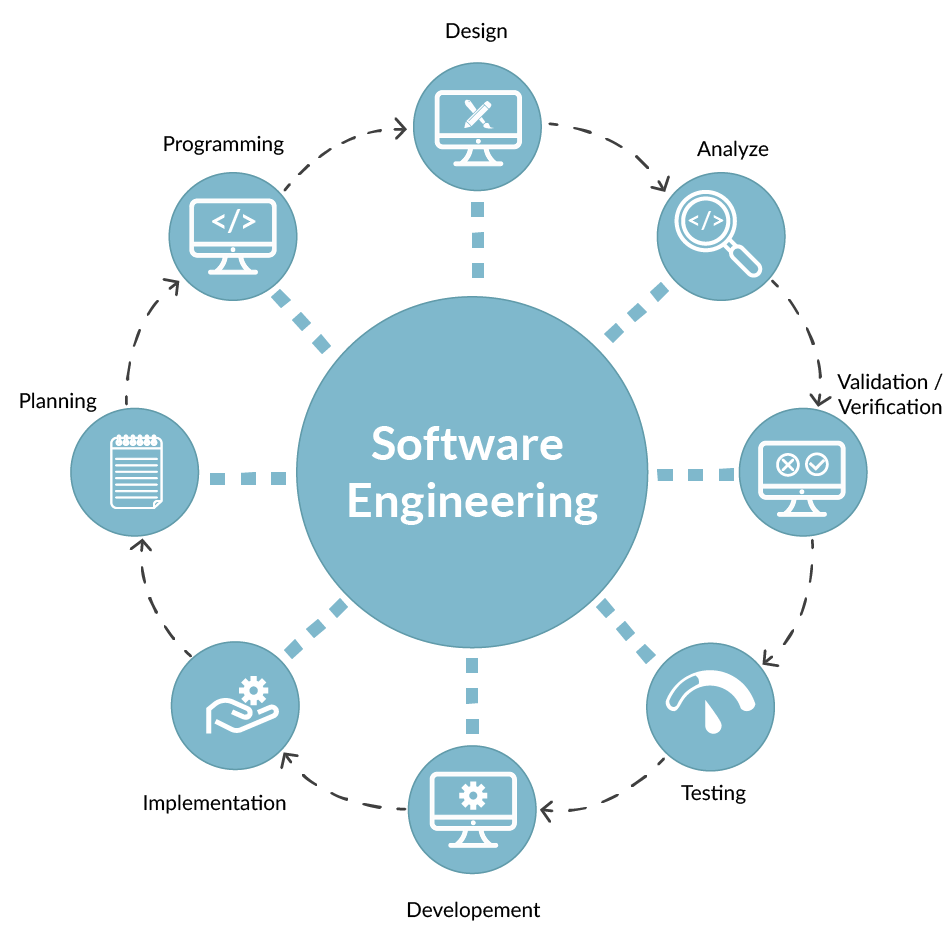 Design
Programming
Analyze
</>
</>
Validation /
Verification
Planning
Software
Engineering
Implementation
Testing
Developement